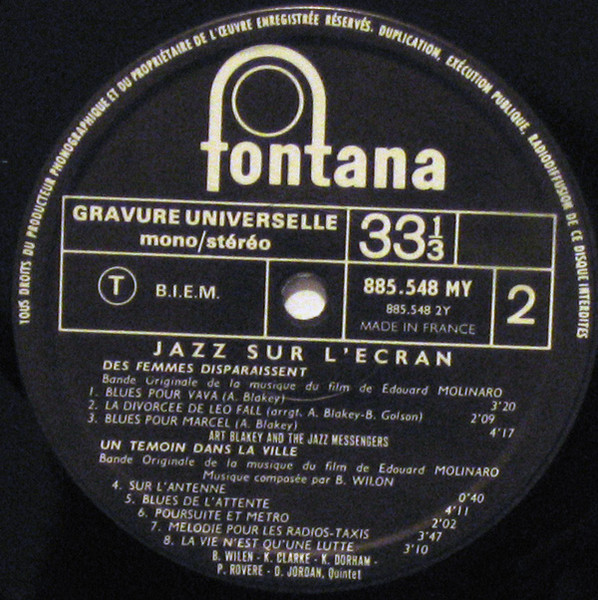 TOUS DROITS DU PRODUCTEUR PHONOGRAPHIQUE ET DU PROPRIÉTAIRE DE L'ŒUVRE ENREGISTRÉE RÉSERVÉS. DUPLICATION, EXÉCUTION PUBLIQUE, RADIODIFFUSION DE CE DISQUE INTERDITES
fontana
GRAVURE UNIVERSELLE
mono/stéréo
33 1/3
T B.I.E.M.
885.548 MY
885.548 2Y
MADE IN FRANCE
2
JAZZ SUR L'ECRAN
DES FEMMES DISPARAISSENT
Bande Originale de la musique du film de Edouard MOLINARO
1. BLUES POUR VAVA (A. Blakey) 3'20
2. LA DIVORCEE DE LEO FALL (arrgt. A. Blakey-B. Golson) 2'09
3. BLUES POUR MARCEL (A. Blakey) 4'17
ART BLAKEY AND THE JAZZ MESSENGERS
UN TEMOIN DANS LA VILLE
Bande Originale de la musique du film de Edouard MOLINARO
Musique composée par B. WILON
4. SUR L'ANTENNE 0'40
5. BLUES DE L'ATTENTE 4'11
6. POURSUITE ET METRO 2'02
7. MELODIE POUR LES RADIOS-TAXIS 3'47
8. LA VIE N'EST QU'UNE LUTTE 3'10
B. WILEN - K. CLARKE - K. DORHAM -
P. ROVERE - D. JORDAN, Quintet